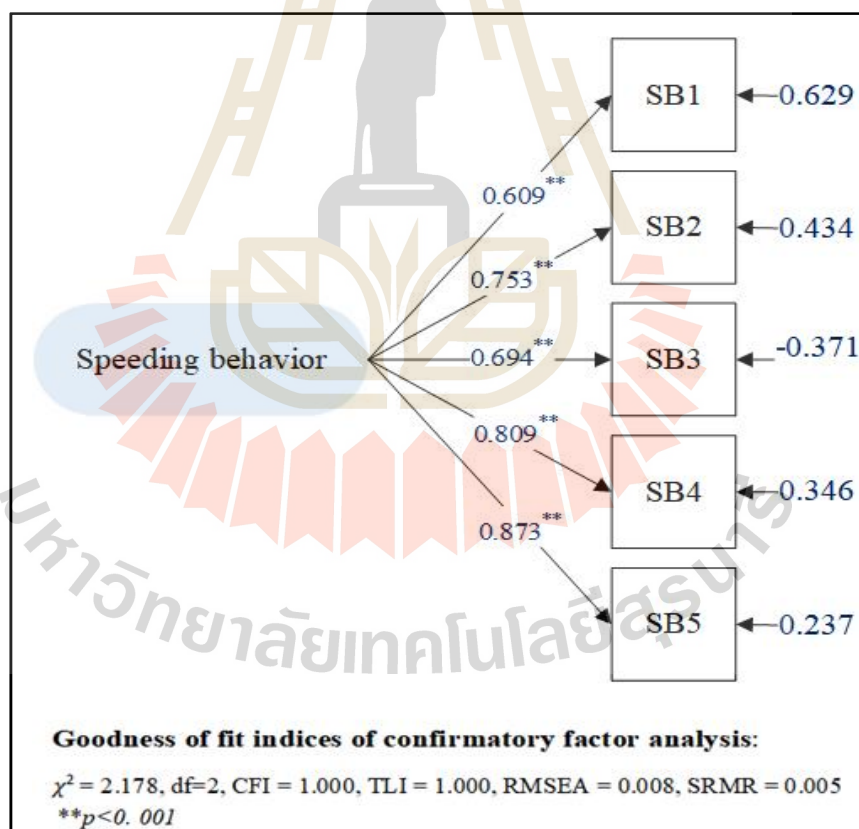 SB1
0.629
0.609**
SB2
0.434
0.753**
Speeding behavior
0.694**
SB3
-0.371
0.809**
SB4
0.346
0.873**
SB5
0.237
มหาวิทยาลัยเทคโนโลยีสุรนารี
Goodness of fit indices of confirmatory factor analysis:
χ² = 2.178, df=2, CFI = 1.000, TLI = 1.000, RMSEA = 0.008, SRMR = 0.005
**p<0. 001